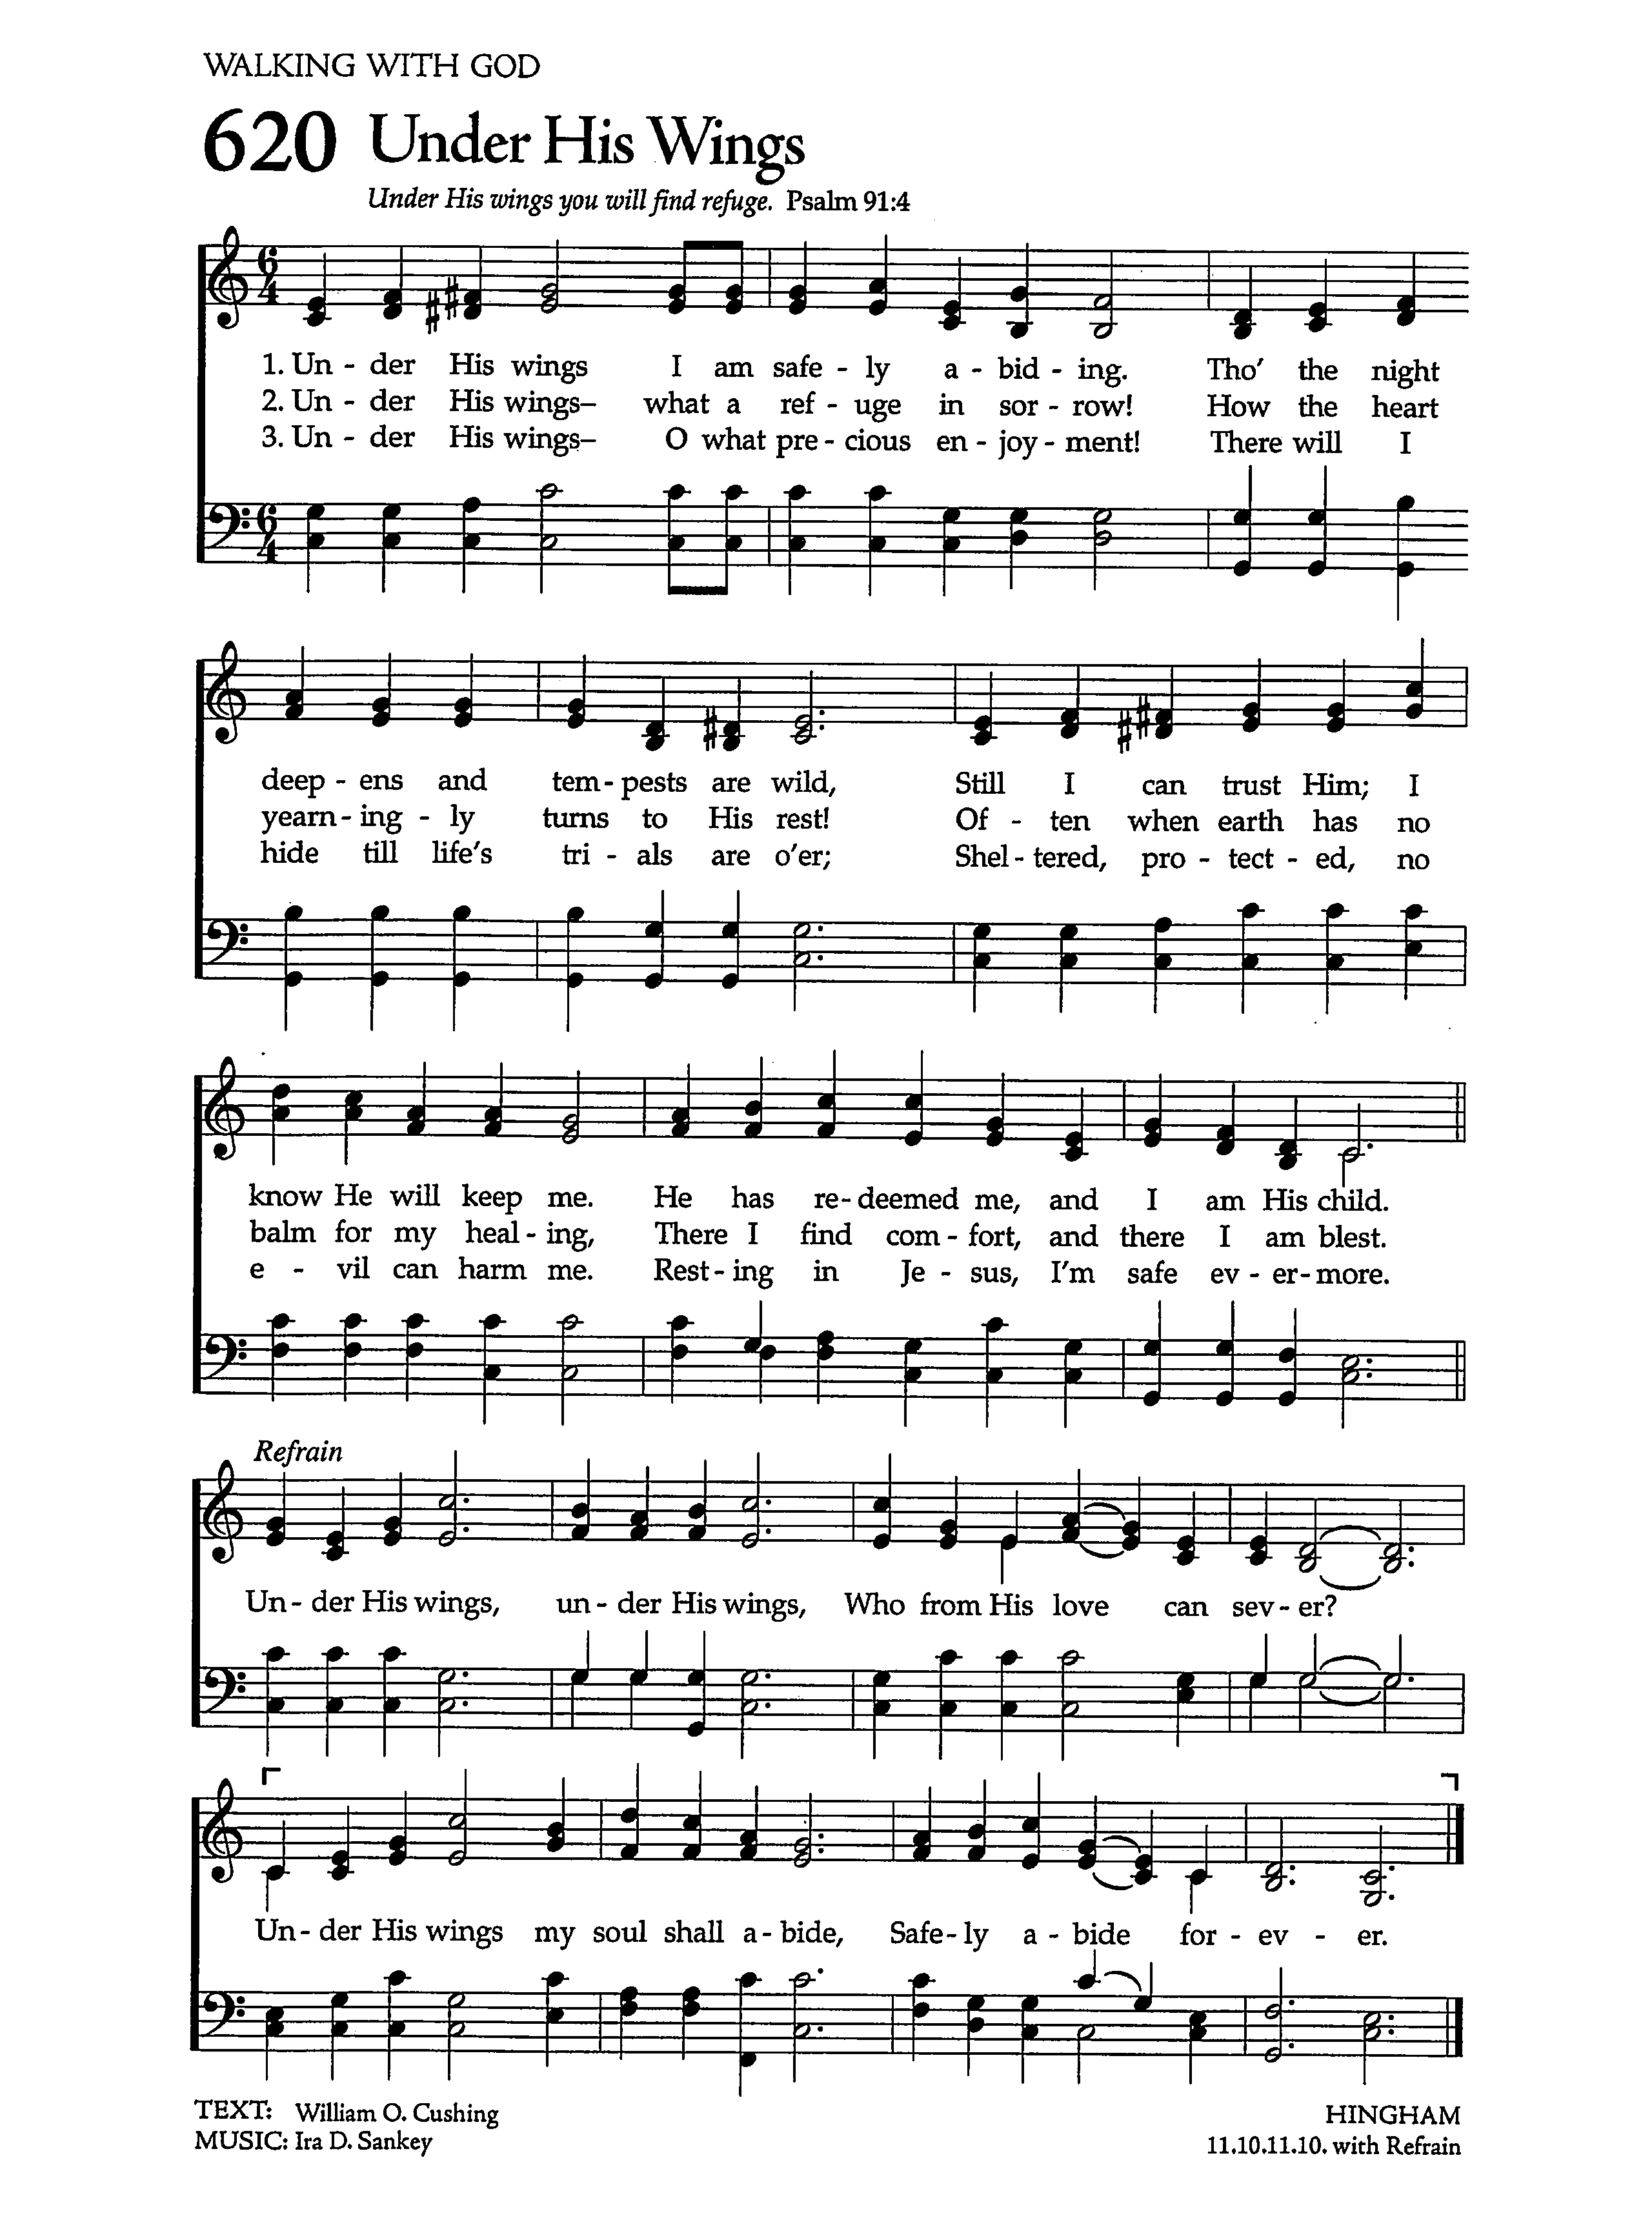 WALKING WITH GOD
620 Under His Wings
Under His wings you will find refuge. Psalm 91:4
1. Un - der His wings I am safe - ly a - bid - ing. Tho' the night
2. Un - der His wings– what a ref - uge in sor - row! How the heart
3. Un - der His wings– O what pre - cious en - joy - ment! There will I
deep - ens and tem - pests are wild, Still I can trust Him; I
yearn - ing - ly turns to His rest! Of - ten when earth has no
hide till life's tri - als are o'er; Shel - tered, pro - tect - ed, no
know He will keep me. He has re - deemed me, and I am His child.
balm for my heal - ing, There I find com - fort, and there I am blest.
e - vil can harm me. Rest - ing in Je - sus, I'm safe ev - er - more.
Refrain
Un - der His wings, un - der His wings, Who from His love can sev - er?
Un - der His wings my soul shall a - bide, Safe - ly a - bide for - ev - er.
TEXT: William O. Cushing
MUSIC: Ira D. Sankey
HINGHAM
11.10.11.10. with Refrain